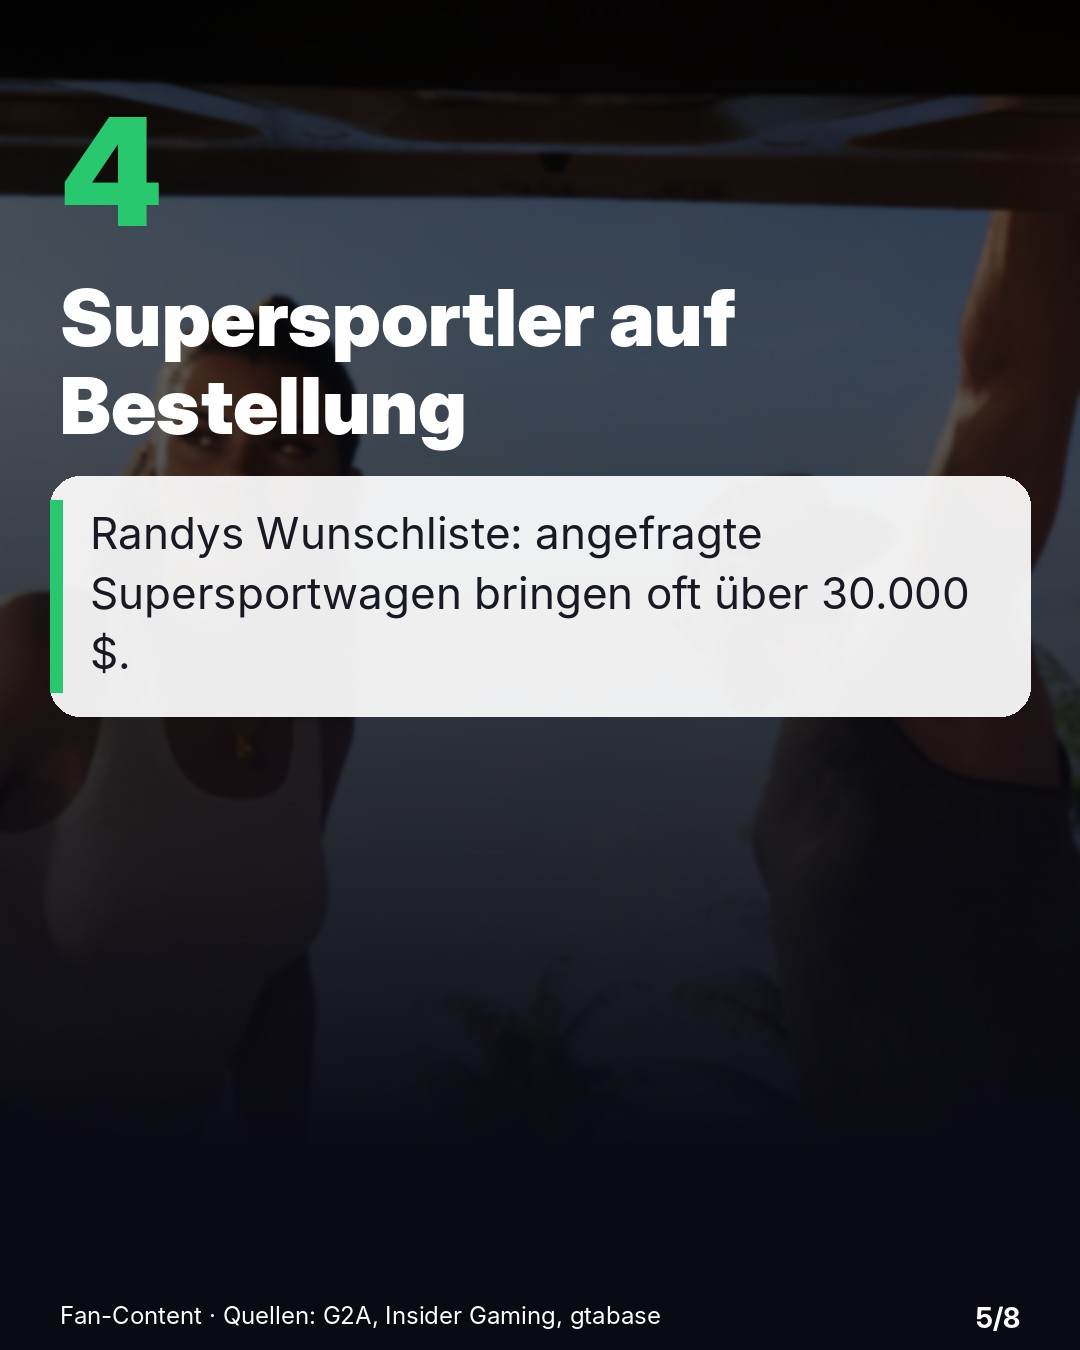 4
Supersportler auf
Bestellung
Randys Wunschliste: angefragte
Supersportwagen bringen oft über 30.000
$.
Fan-Content · Quellen: G2A, Insider Gaming, gtabase
5/8